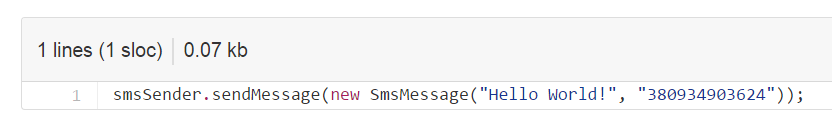 1 lines (1 sloc) 0.07 kb
1 smsSender.sendMessage(new SmsMessage("Hello World!", "380934903624"));